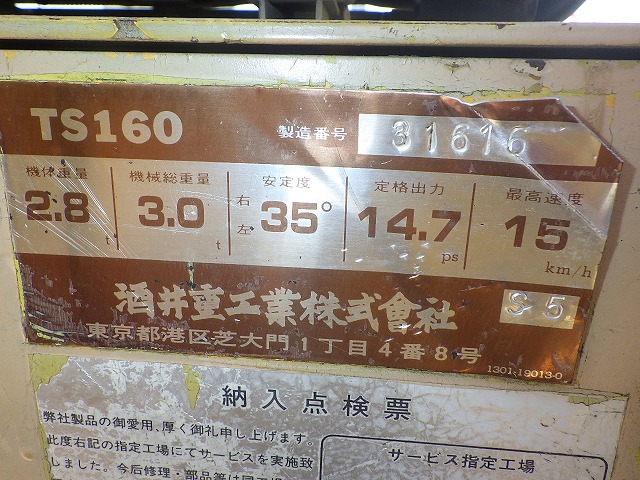 TS160
製造番号 31616
機体重量 機械総重量 安定度 定格出力 最高速度
2.8 t 3.0 t 右 左 35° 14.7 ps 15 km/h
酒井重工業株式會社 S5
東京都港区芝大門1丁目4番8号
1301-19013-0
納入点検票
弊社製品の御愛用、厚く御礼申し上げます。
此度右記の指定工場にてサービスを実施致
しました。今后修理・部品等は同工場
サービス指定工場